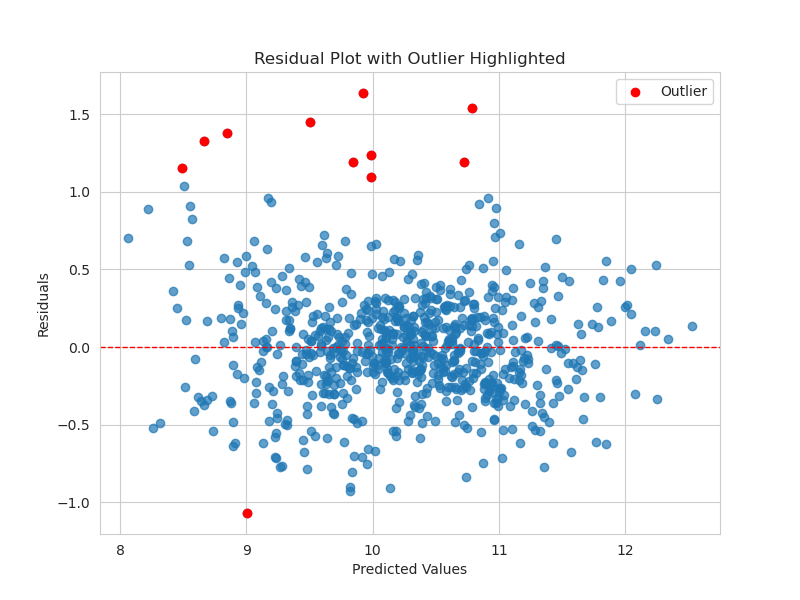 Residual Plot with Outlier Highlighted
Outlier
1.5
1.0
0.5
0.0
−0.5
−1.0
Residuals
8 9 10 11 12
Predicted Values